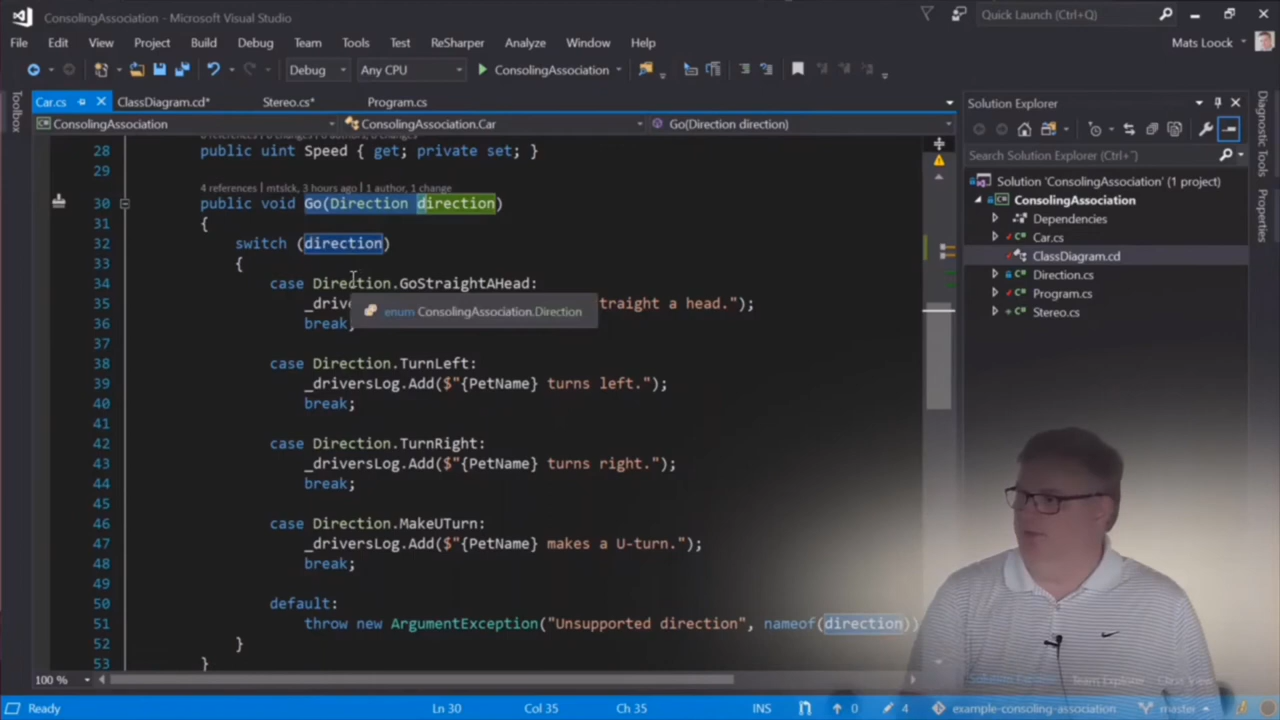 ConsolingAssociation - Microsoft Visual Studio
Quick Launch (Ctrl+Q)
File Edit View Project Build Debug Team Tools Test ReSharper Analyze Window Help
Mats Loock
Debug Any CPU ConsolingAssociation
Car.cs ClassDiagram.cd* Stereo.cs* Program.cs
Solution Explorer
ConsolingAssociation ConsolingAssociation.Car Go(Direction direction)
Toolbox
28 public uint Speed { get; private set; }
29
4 references | mtslck, 3 hours ago | 1 author, 1 change
30 public void Go(Direction direction)
31 {
32 switch (direction)
33 {
34 case Direction.GoStraightAHead:
35 _drive traight a head.");
enum ConsolingAssociation.Direction
36 break;
37
38 case Direction.TurnLeft:
39 _driversLog.Add($"{PetName} turns left.");
40 break;
41
42 case Direction.TurnRight:
43 _driversLog.Add($"{PetName} turns right.");
44 break;
45
46 case Direction.MakeUTurn:
47 _driversLog.Add($"{PetName} makes a U-turn.");
48 break;
49
50 default:
51 throw new ArgumentException("Unsupported direction", nameof(direction))
52 }
53 }
100 %
Search Solution Explorer (Ctrl+¨)
Solution 'ConsolingAssociation' (1 project)
ConsolingAssociation
Dependencies
Car.cs
ClassDiagram.cd
Direction.cs
Program.cs
Stereo.cs
Diagnostic Tools
Properties
Solution Explorer Team Explorer Class View
Ready Ln 30 Col 35 Ch 35 INS 0 4 example-consoling-association master